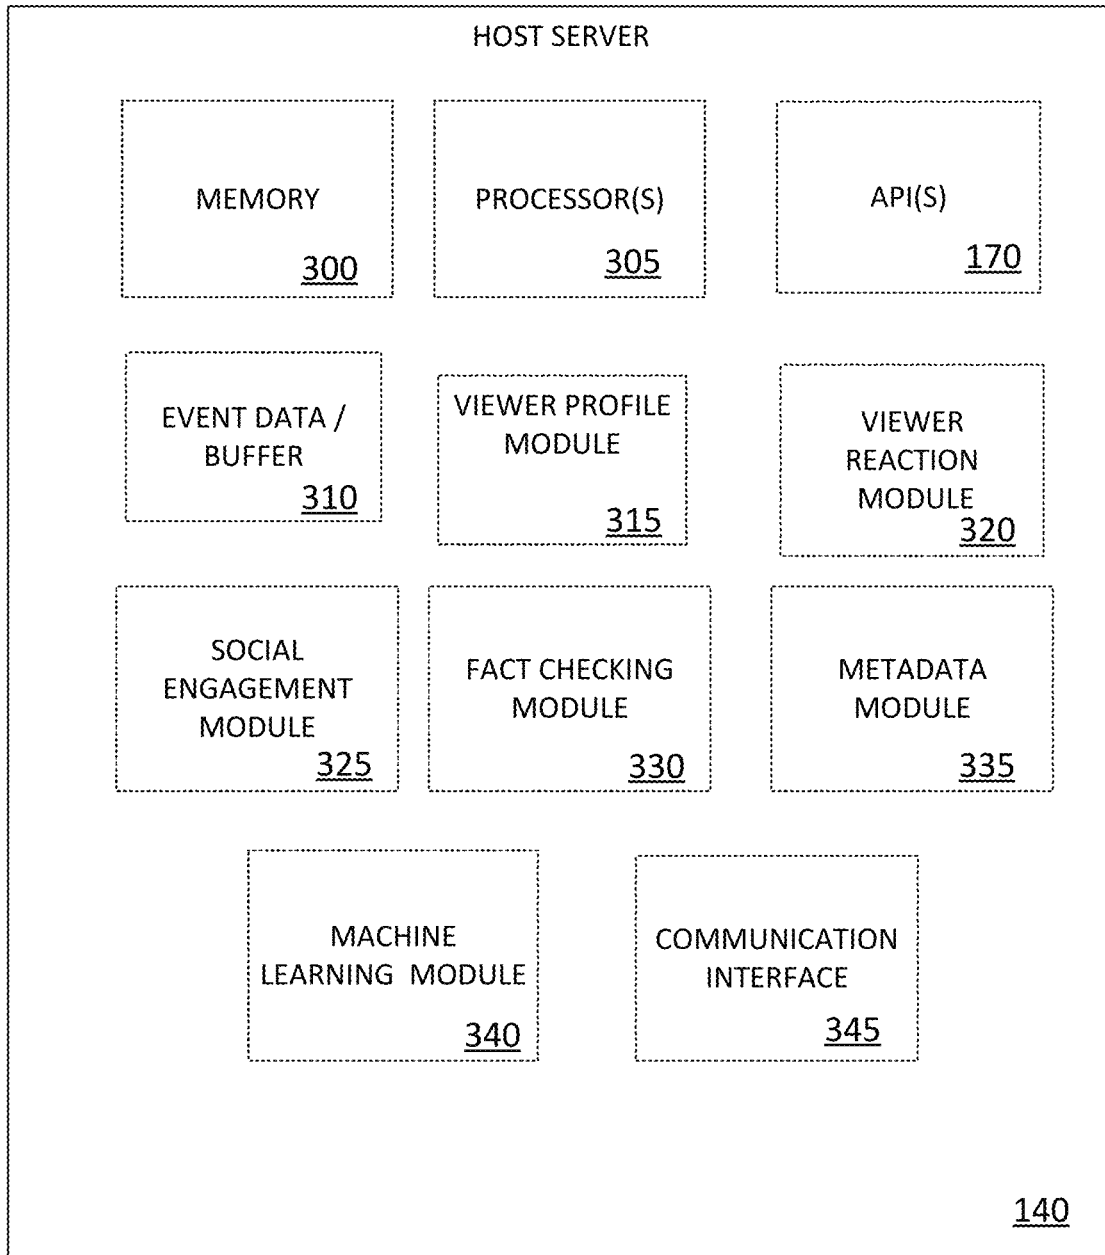 HOST SERVER
MEMORY
300
PROCESSOR(S)
305
API(S)
170
EVENT DATA /
BUFFER
310
VIEWER PROFILE
MODULE
315
VIEWER
REACTION
MODULE
320
SOCIAL
ENGAGEMENT
MODULE
325
FACT CHECKING
MODULE
330
METADATA
MODULE
335
MACHINE
LEARNING MODULE
340
COMMUNICATION
INTERFACE
345
140